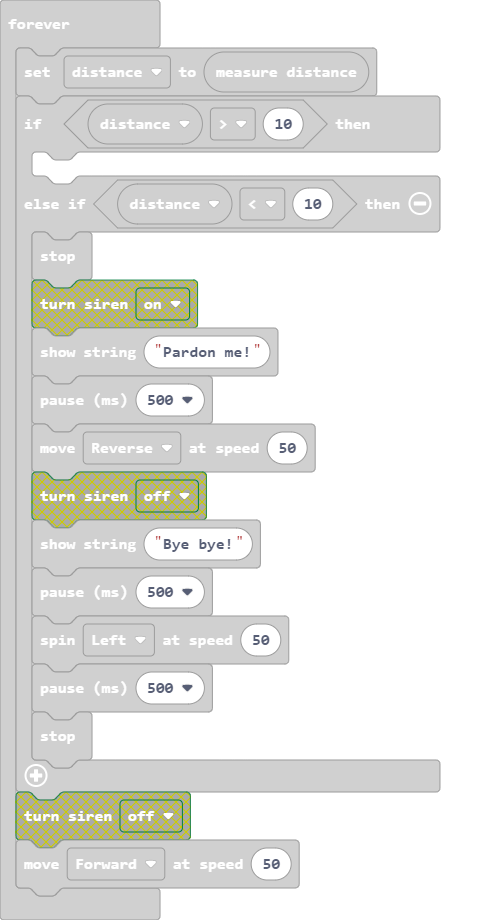 forever
set distance to measure distance
if distance > 10 then
else if distance < 10 then
stop
turn siren on
show string "Pardon me!"
pause (ms) 500
move Reverse at speed 50
turn siren off
show string "Bye bye!"
pause (ms) 500
spin Left at speed 50
pause (ms) 500
stop
turn siren off
move Forward at speed 50